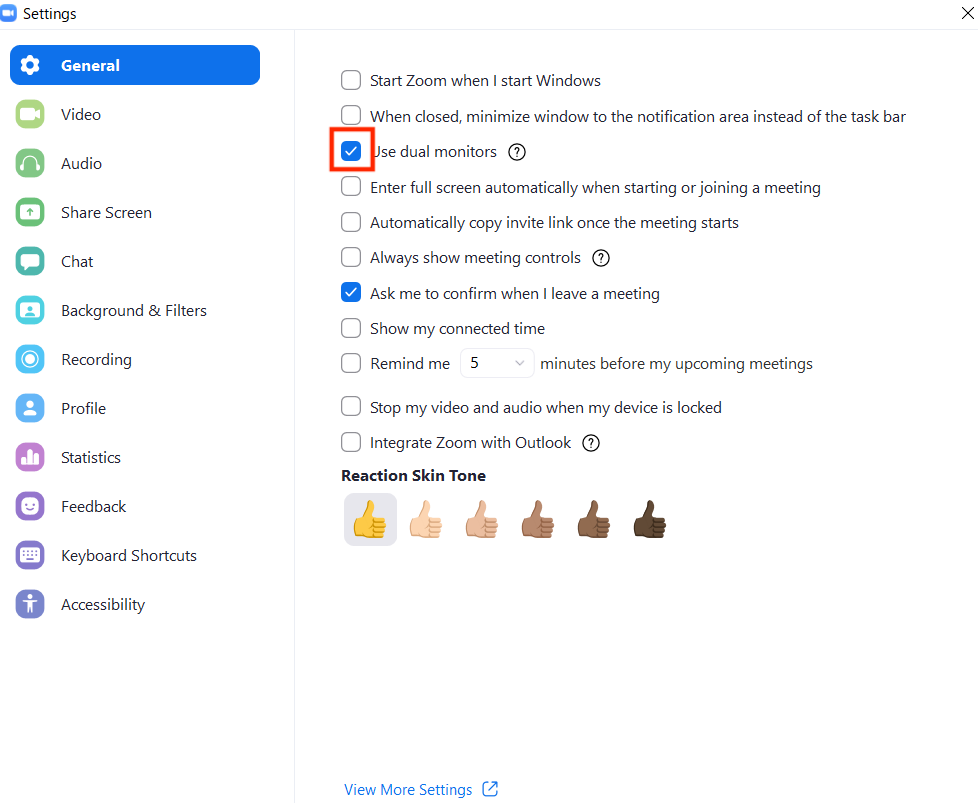 Settings
General
Video
Audio
Share Screen
Chat
Background & Filters
Recording
Profile
Statistics
Feedback
Keyboard Shortcuts
Accessibility
Start Zoom when I start Windows
When closed, minimize window to the notification area instead of the task bar
Use dual monitors ?
Enter full screen automatically when starting or joining a meeting
Automatically copy invite link once the meeting starts
Always show meeting controls ?
Ask me to confirm when I leave a meeting
Show my connected time
Remind me 5 minutes before my upcoming meetings
Stop my video and audio when my device is locked
Integrate Zoom with Outlook ?
Reaction Skin Tone
View More Settings